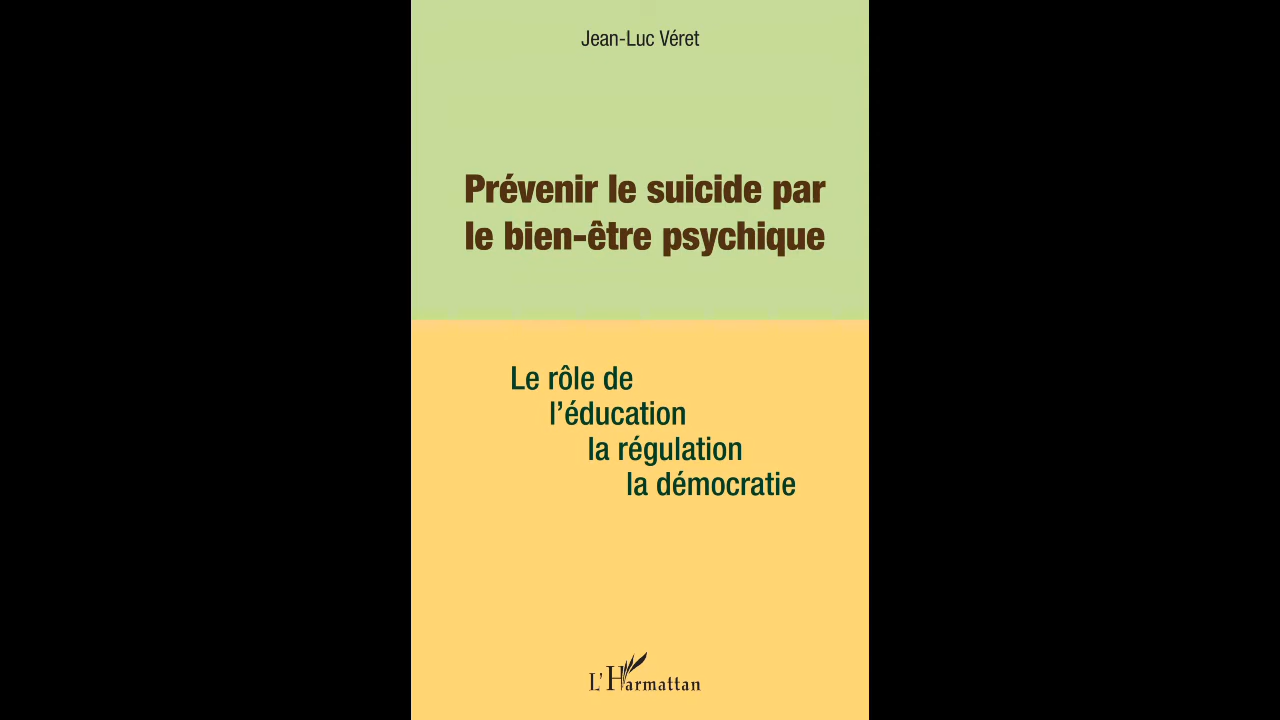 Jean-Luc Véret
Prévenir le suicide par
le bien-être psychique
Le rôle de
l’éducation
la régulation
la démocratie
L’Harmattan